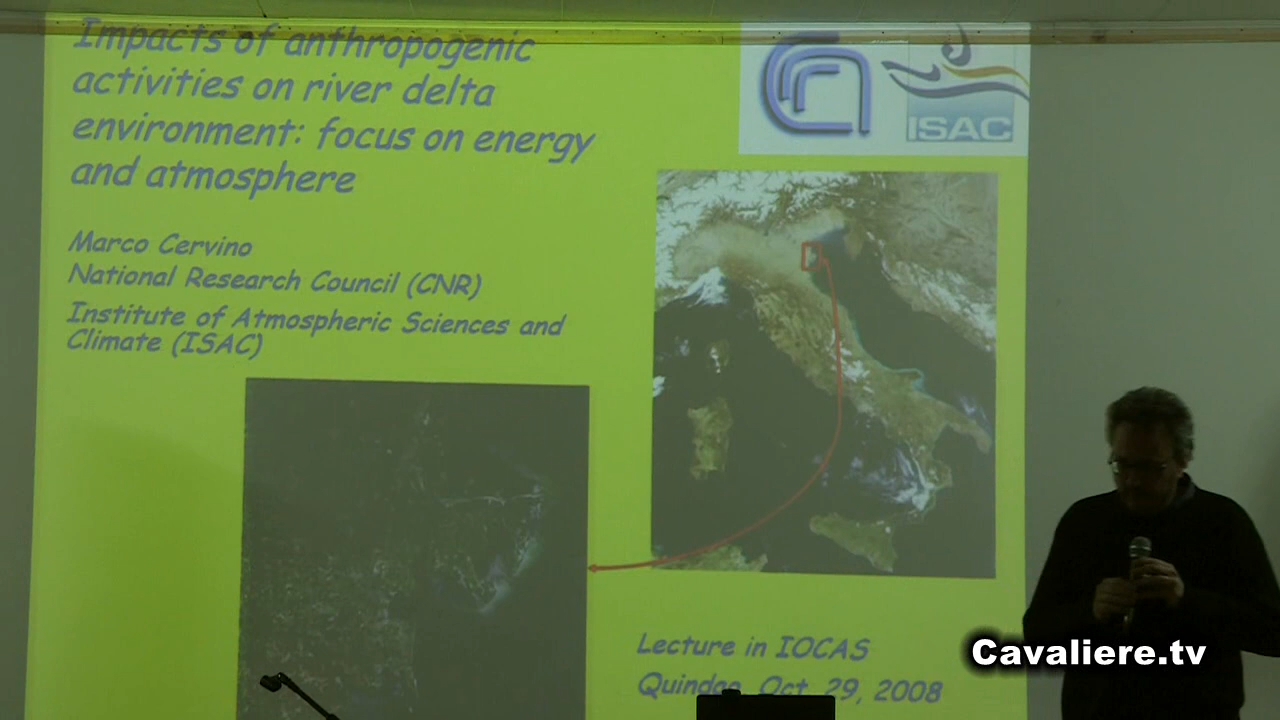 Impacts of anthropogenic
activities on river delta
environment: focus on energy
and atmosphere
ISAC
Marco Cervino
National Research Council (CNR)
Institute of Atmospheric Sciences and
Climate (ISAC)
Lecture in IOCAS
Quindao, Oct. 29, 2008
Cavaliere.tv